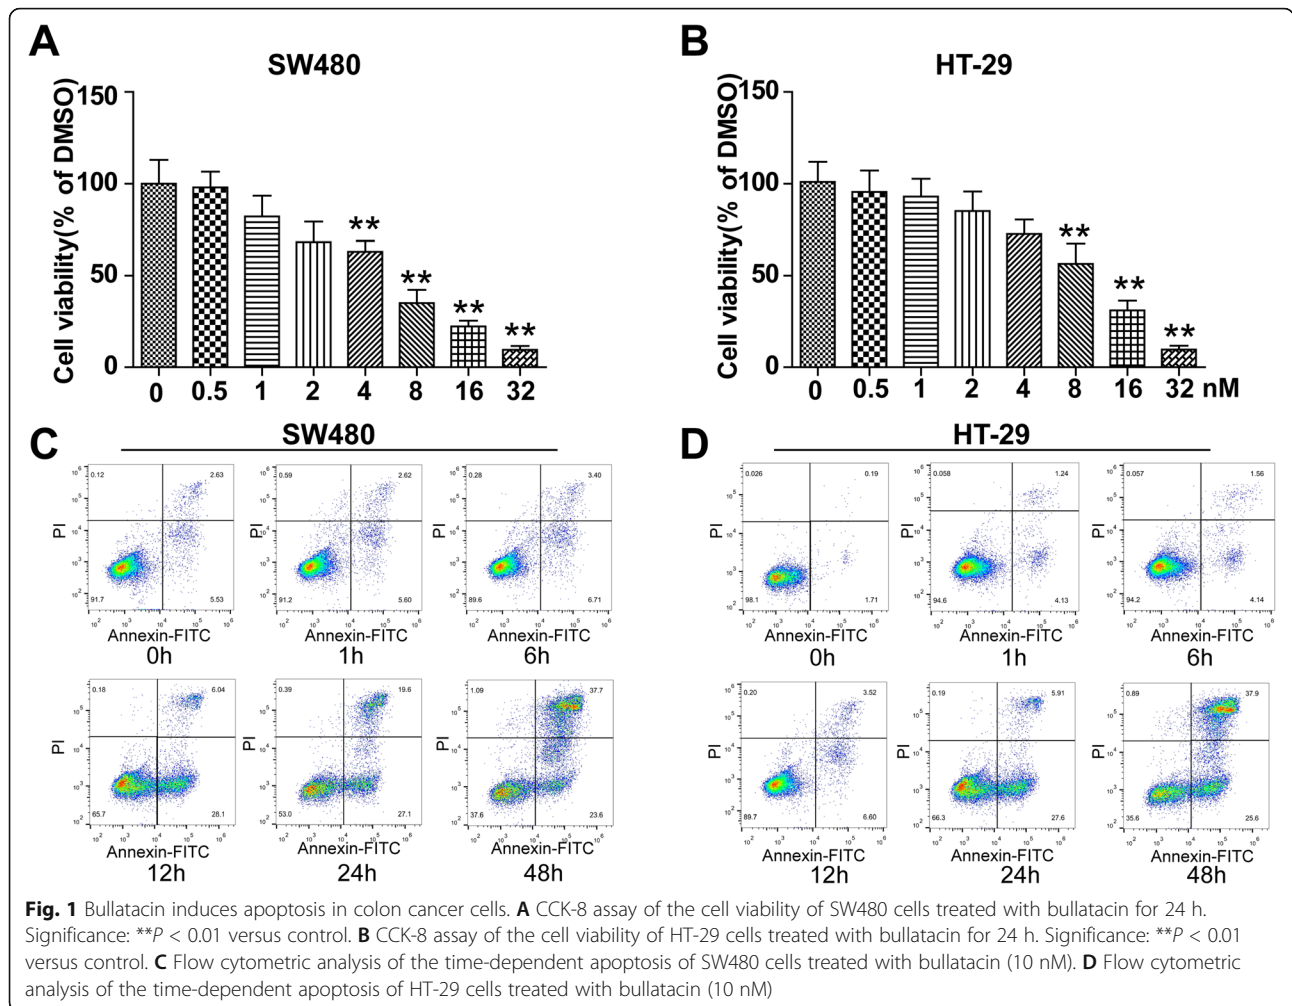 A
SW480
Cell viability(% of DMSO)
150
100
50
0
**
**
**
**
0 0.5 1 2 4 8 16 32
B
HT-29
Cell viability(% of DMSO)
150
100
50
0
**
**
**
0 0.5 1 2 4 8 16 32 nM
C
SW480
0.12 2.63
PI
91.7 5.53
Annexin-FITC
0h
0.59 2.62
PI
91.2 5.60
Annexin-FITC
1h
0.28 3.40
PI
89.6 6.71
Annexin-FITC
6h
0.18 6.04
PI
65.7 28.1
Annexin-FITC
12h
0.39 19.6
PI
53.0 27.1
Annexin-FITC
24h
1.09 37.7
PI
37.6 23.6
Annexin-FITC
48h
D
HT-29
0.026 0.19
PI
98.1 1.71
Annexin-FITC
0h
0.058 1.24
PI
94.6 4.13
Annexin-FITC
1h
0.057 1.56
PI
94.2 4.14
Annexin-FITC
6h
0.20 3.52
PI
89.7 6.60
Annexin-FITC
12h
0.19 5.91
PI
66.3 27.6
Annexin-FITC
24h
0.89 37.9
PI
35.6 25.6
Annexin-FITC
48h
Fig. 1 Bullatacin induces apoptosis in colon cancer cells. A CCK-8 assay of the cell viability of SW480 cells treated with bullatacin for 24 h.
Significance: **P < 0.01 versus control. B CCK-8 assay of the cell viability of HT-29 cells treated with bullatacin for 24 h. Significance: **P < 0.01
versus control. C Flow cytometric analysis of the time-dependent apoptosis of SW480 cells treated with bullatacin (10 nM). D Flow cytometric
analysis of the time-dependent apoptosis of HT-29 cells treated with bullatacin (10 nM)